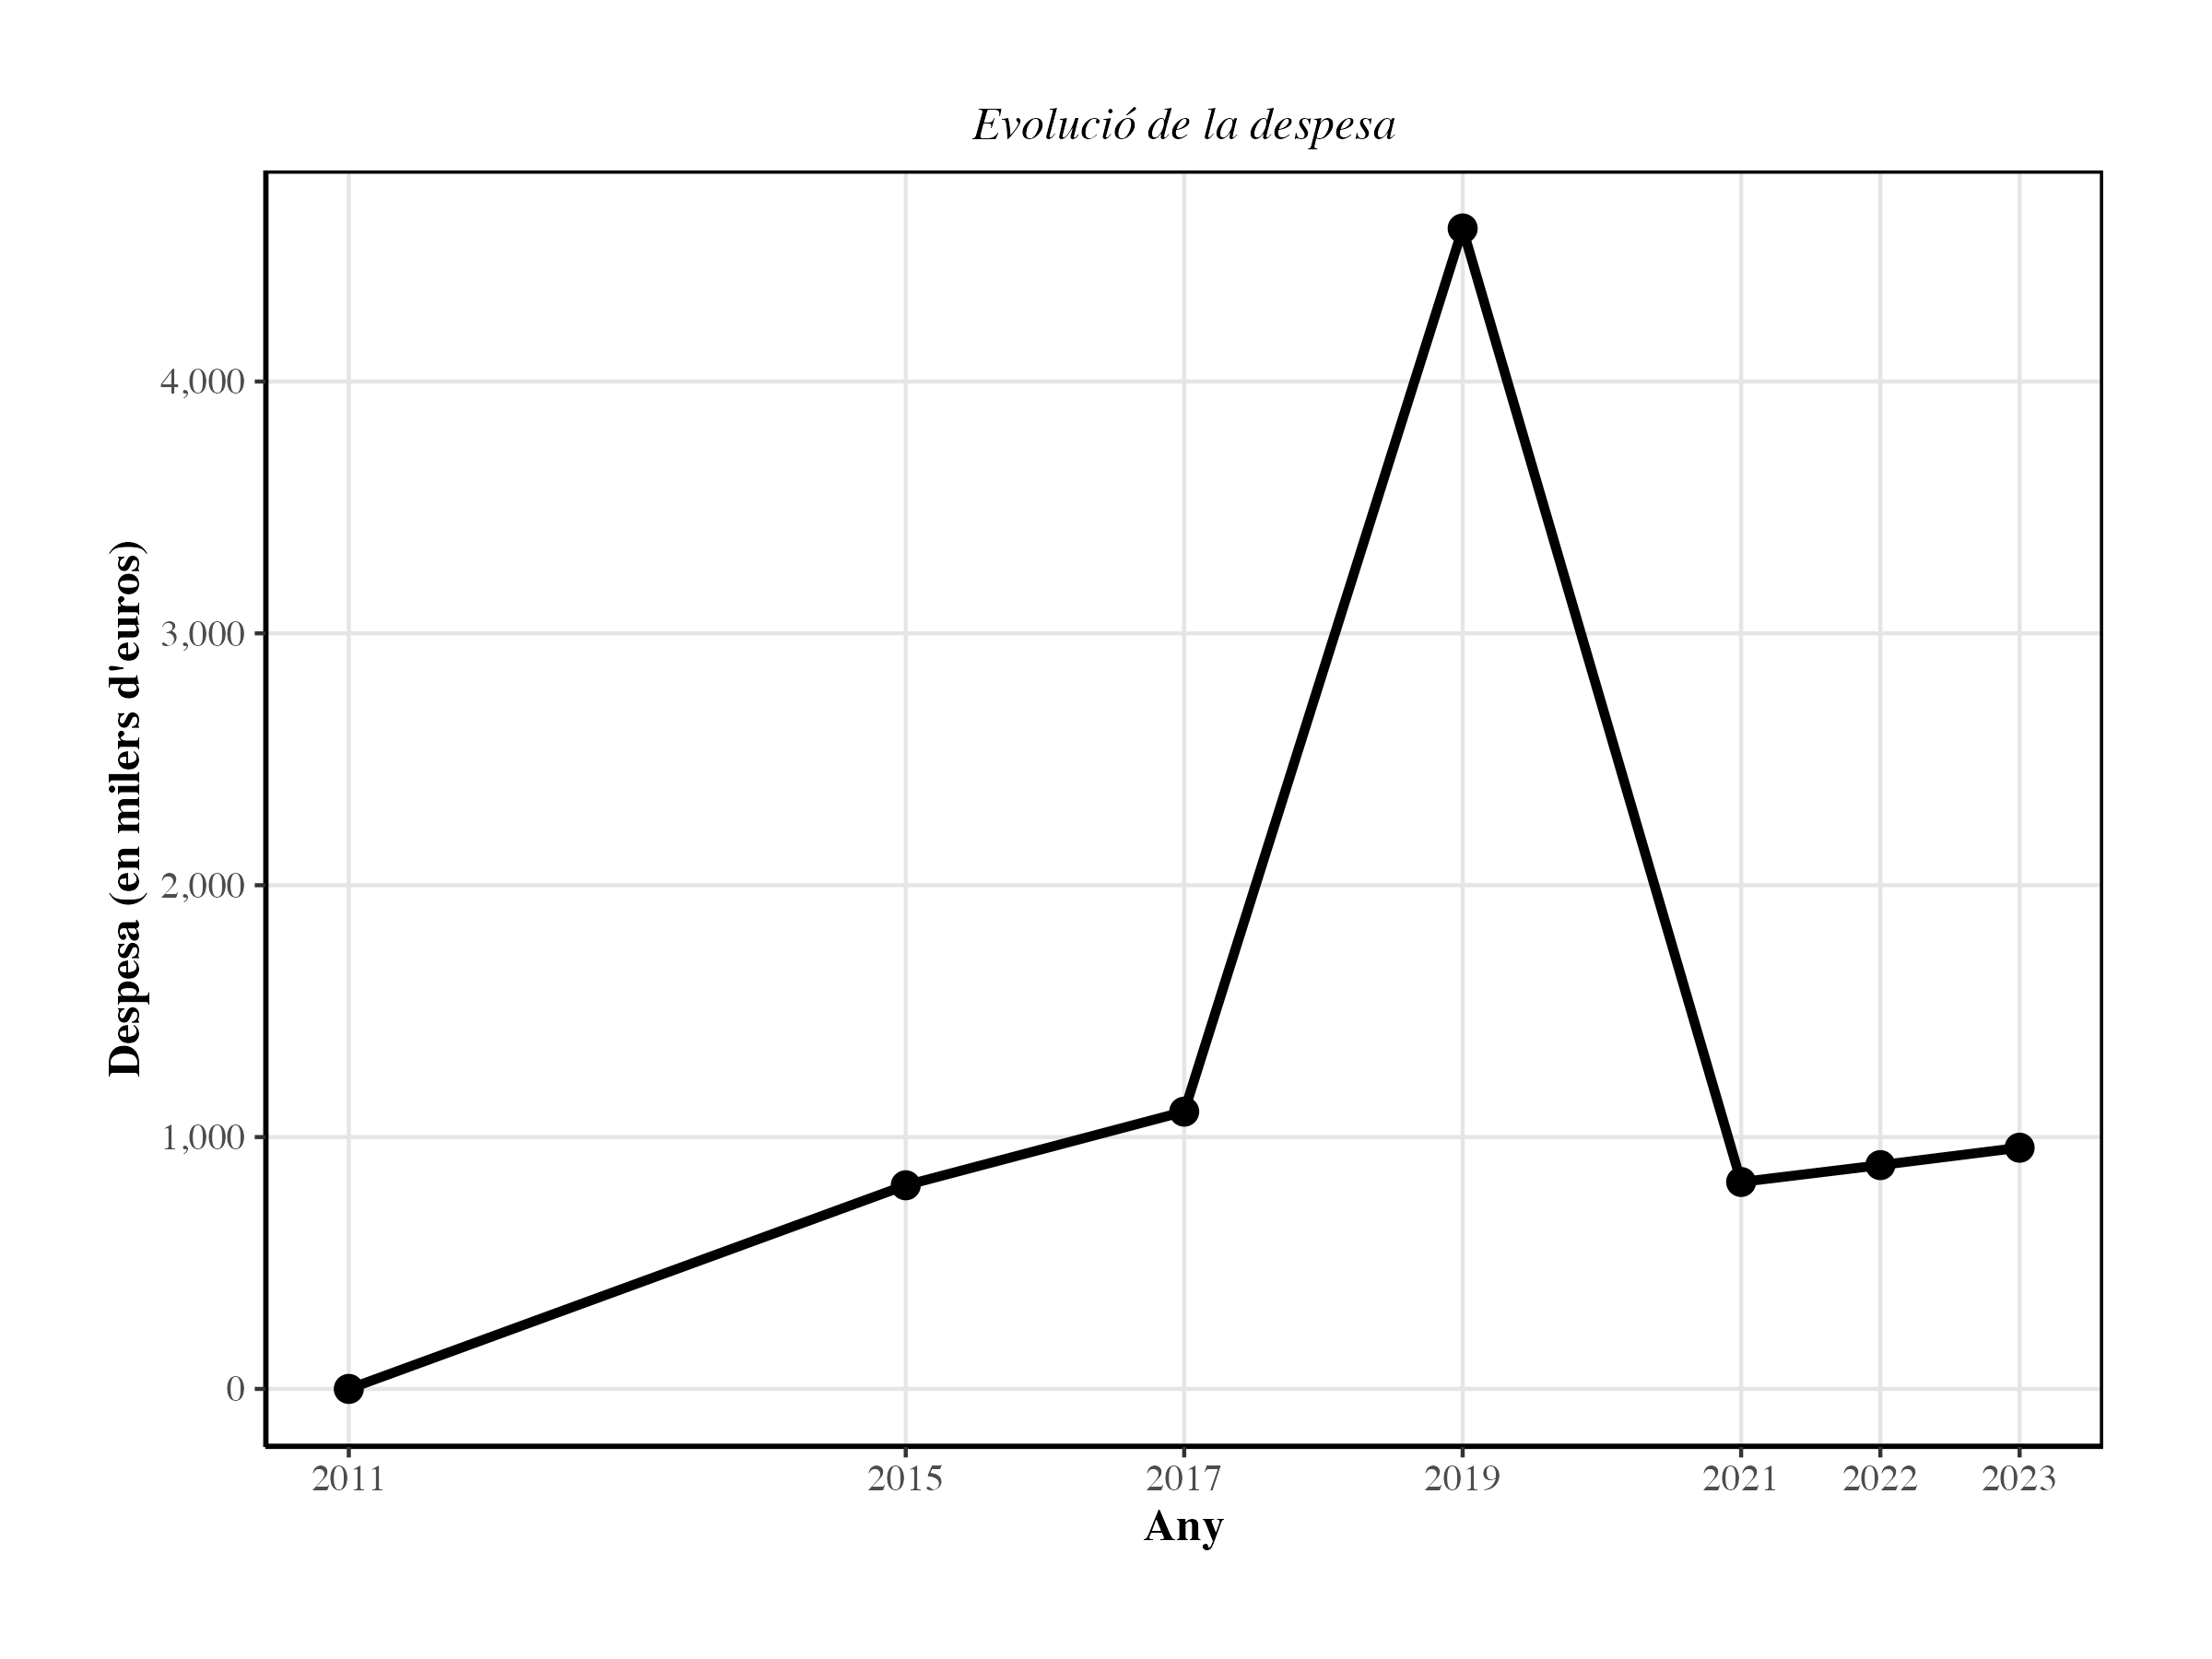 Evolució de la despesa
Despesa (en milers d'euros)
4,000
3,000
2,000
1,000
0
2011 2015 2017 2019 2021 2022 2023
Any